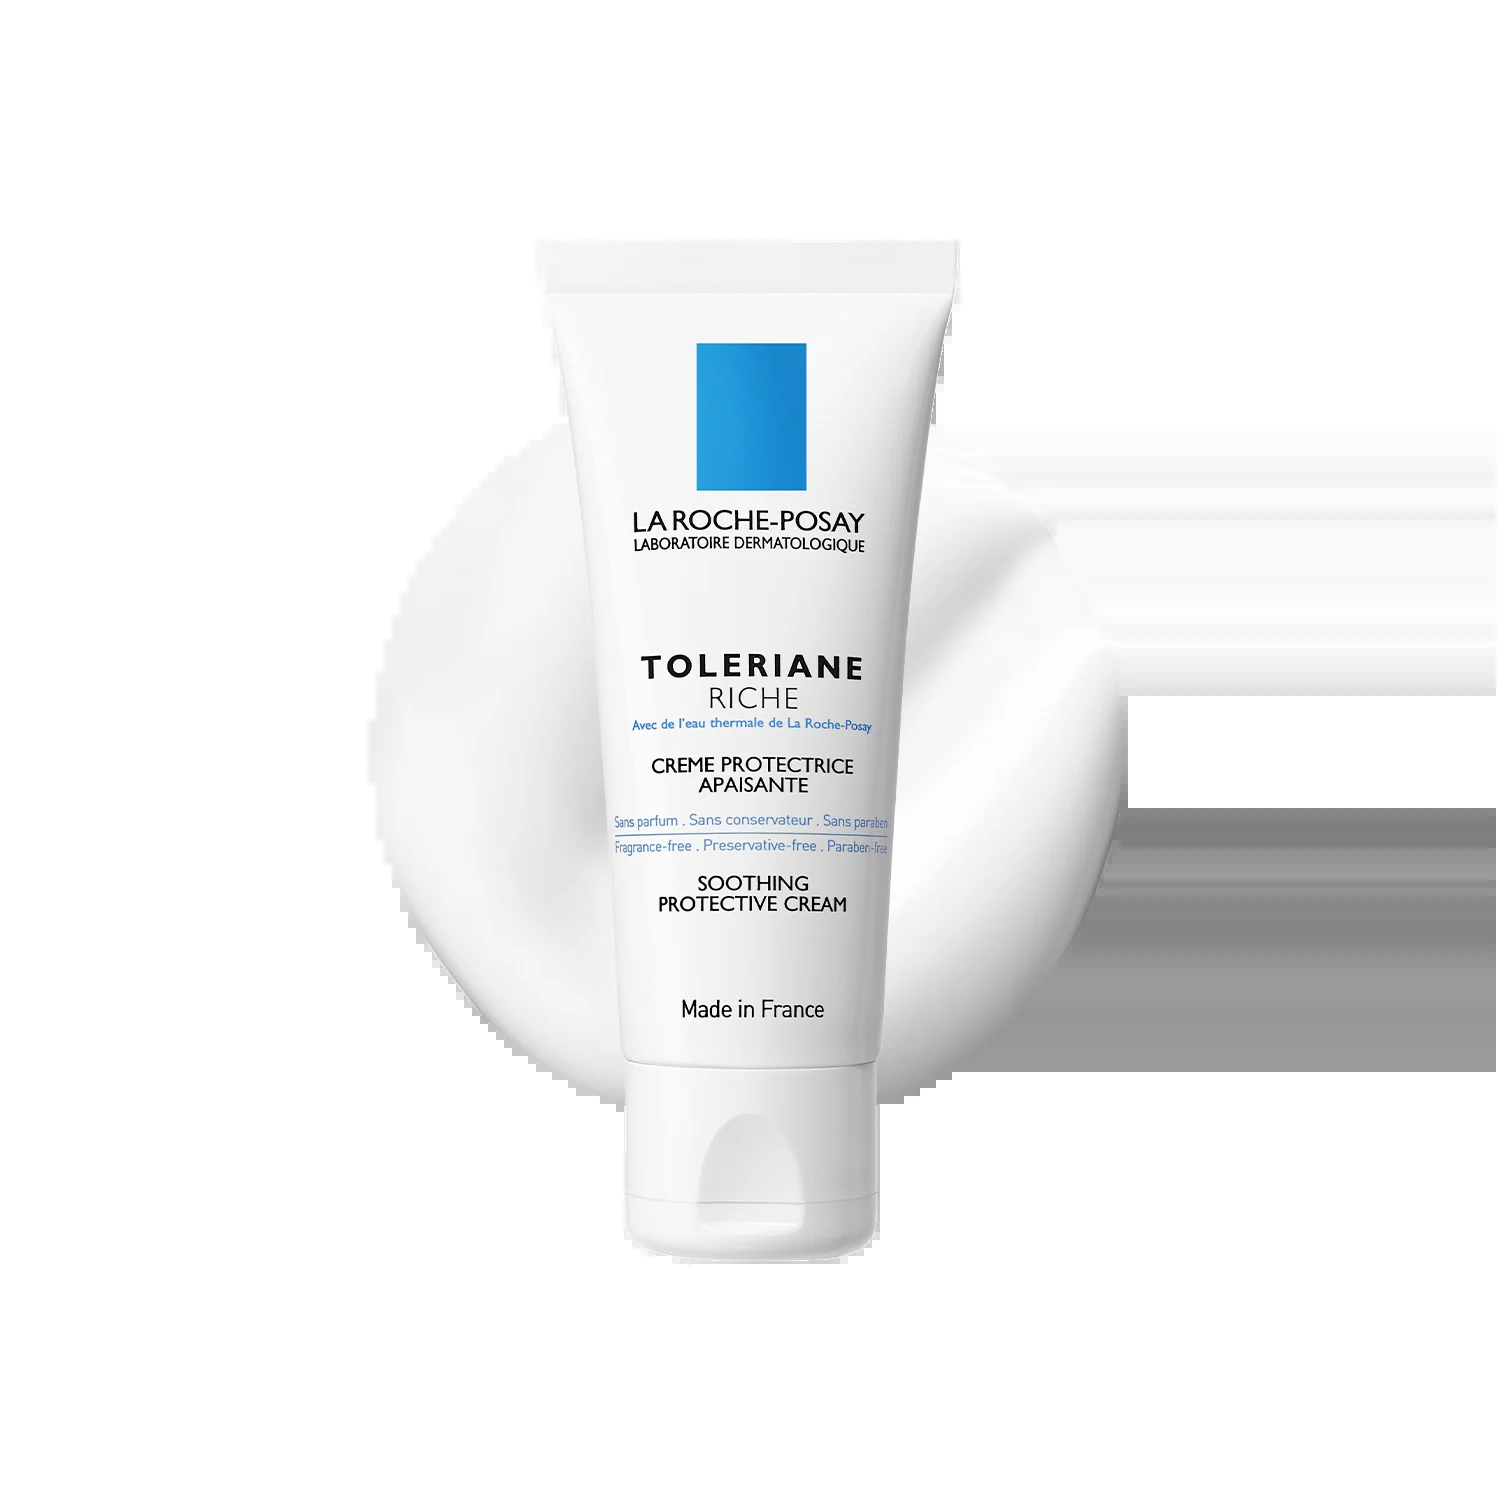 LA ROCHE-POSAY
LABORATOIRE DERMATOLOGIQUE
TOLERIANE
RICHE
Avec de l'eau thermale de La Roche-Posay
CREME PROTECTRICE
APAISANTE
Sans parfum . Sans conservateur . Sans paraben
Fragrance-free . Preservative-free . Paraben-free
SOOTHING
PROTECTIVE CREAM
Made in France